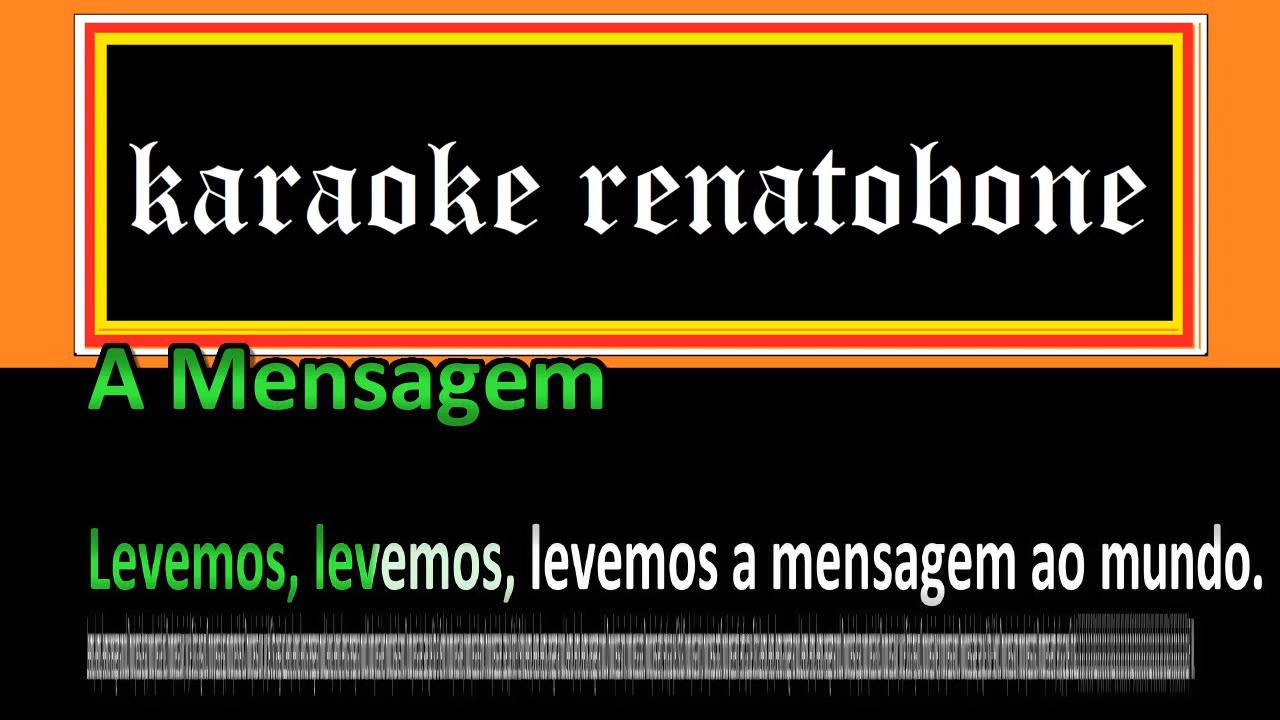 karaoke renatobone
A Mensagem
Levemos, levemos, levemos a mensagem ao mundo.